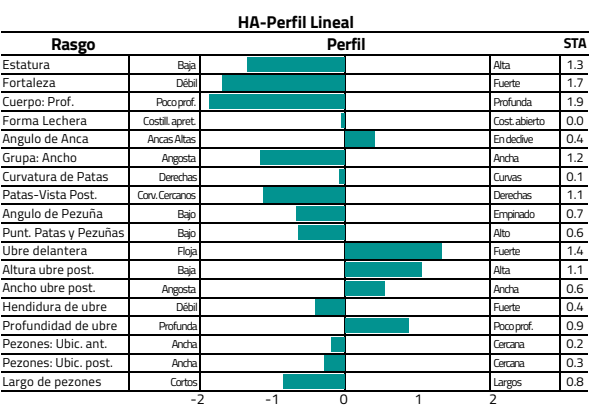 HA-Perfil Lineal
Rasgo Perfil STA
Estatura Baja Alta 1.3
Fortaleza Débil Fuerte 1.7
Cuerpo: Prof. Poco prof. Profunda 1.9
Forma Lechera Costill. apret. Cost. abierto 0.0
Angulo de Anca Ancas Altas En declive 0.4
Grupa: Ancho Angosta Ancha 1.2
Curvatura de Patas Derechas Curvas 0.1
Patas-Vista Post. Corv. Cercanos Derechas 1.1
Angulo de Pezuña Bajo Empinado 0.7
Punt. Patas y Pezuñas Bajo Alto 0.6
Ubre delantera Floja Fuerte 1.4
Altura ubre post. Baja Alta 1.1
Ancho ubre post. Angosta Ancha 0.6
Hendidura de ubre Débil Fuerte 0.4
Profundidad de ubre Profunda Poco prof. 0.9
Pezones: Ubic. ant. Ancha Cercana 0.2
Pezones: Ubic. post. Ancha Cercana 0.3
Largo de pezones Cortos Largos 0.8
-2 -1 0 1 2